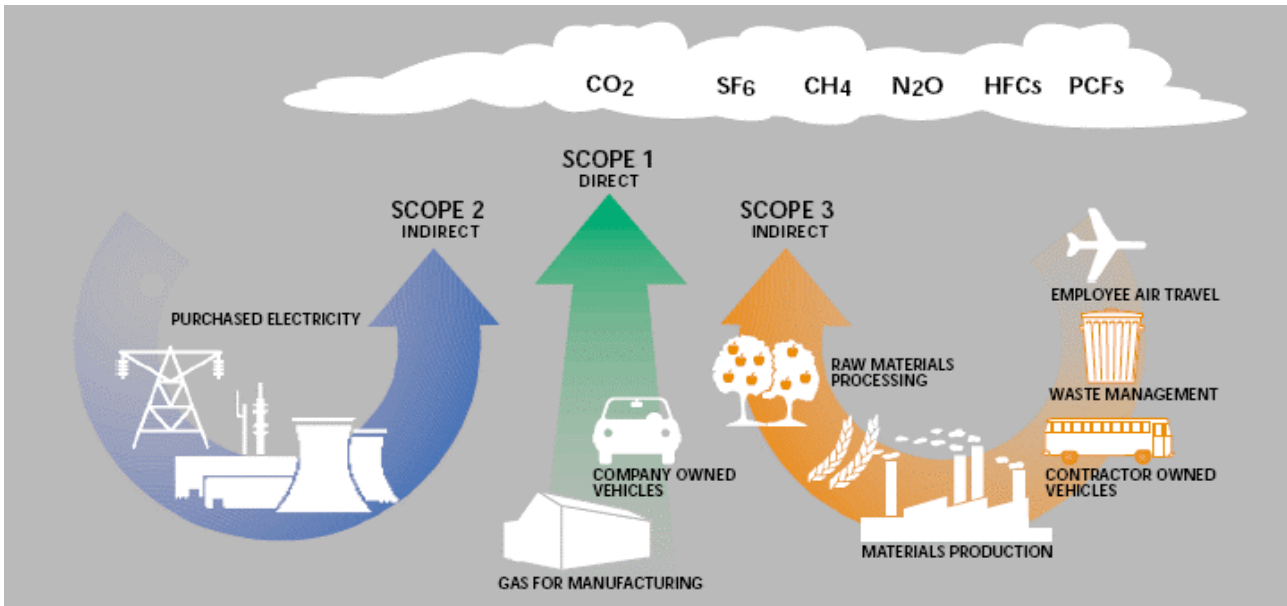 CO2 SF6 CH4 N2O HFCs PCFs
SCOPE 1
DIRECT
SCOPE 2
INDIRECT
SCOPE 3
INDIRECT
PURCHASED ELECTRICITY
COMPANY OWNED
VEHICLES
GAS FOR MANUFACTURING
RAW MATERIALS
PROCESSING
MATERIALS PRODUCTION
EMPLOYEE AIR TRAVEL
WASTE MANAGEMENT
CONTRACTOR OWNED
VEHICLES